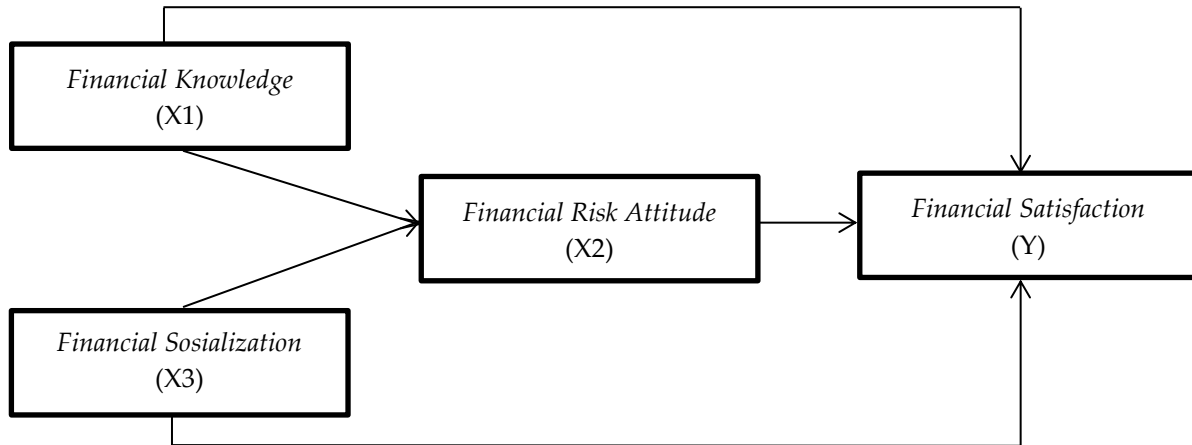 Financial Knowledge
(X1)
Financial Risk Attitude
(X2)
Financial Satisfaction
(Y)
Financial Sosialization
(X3)